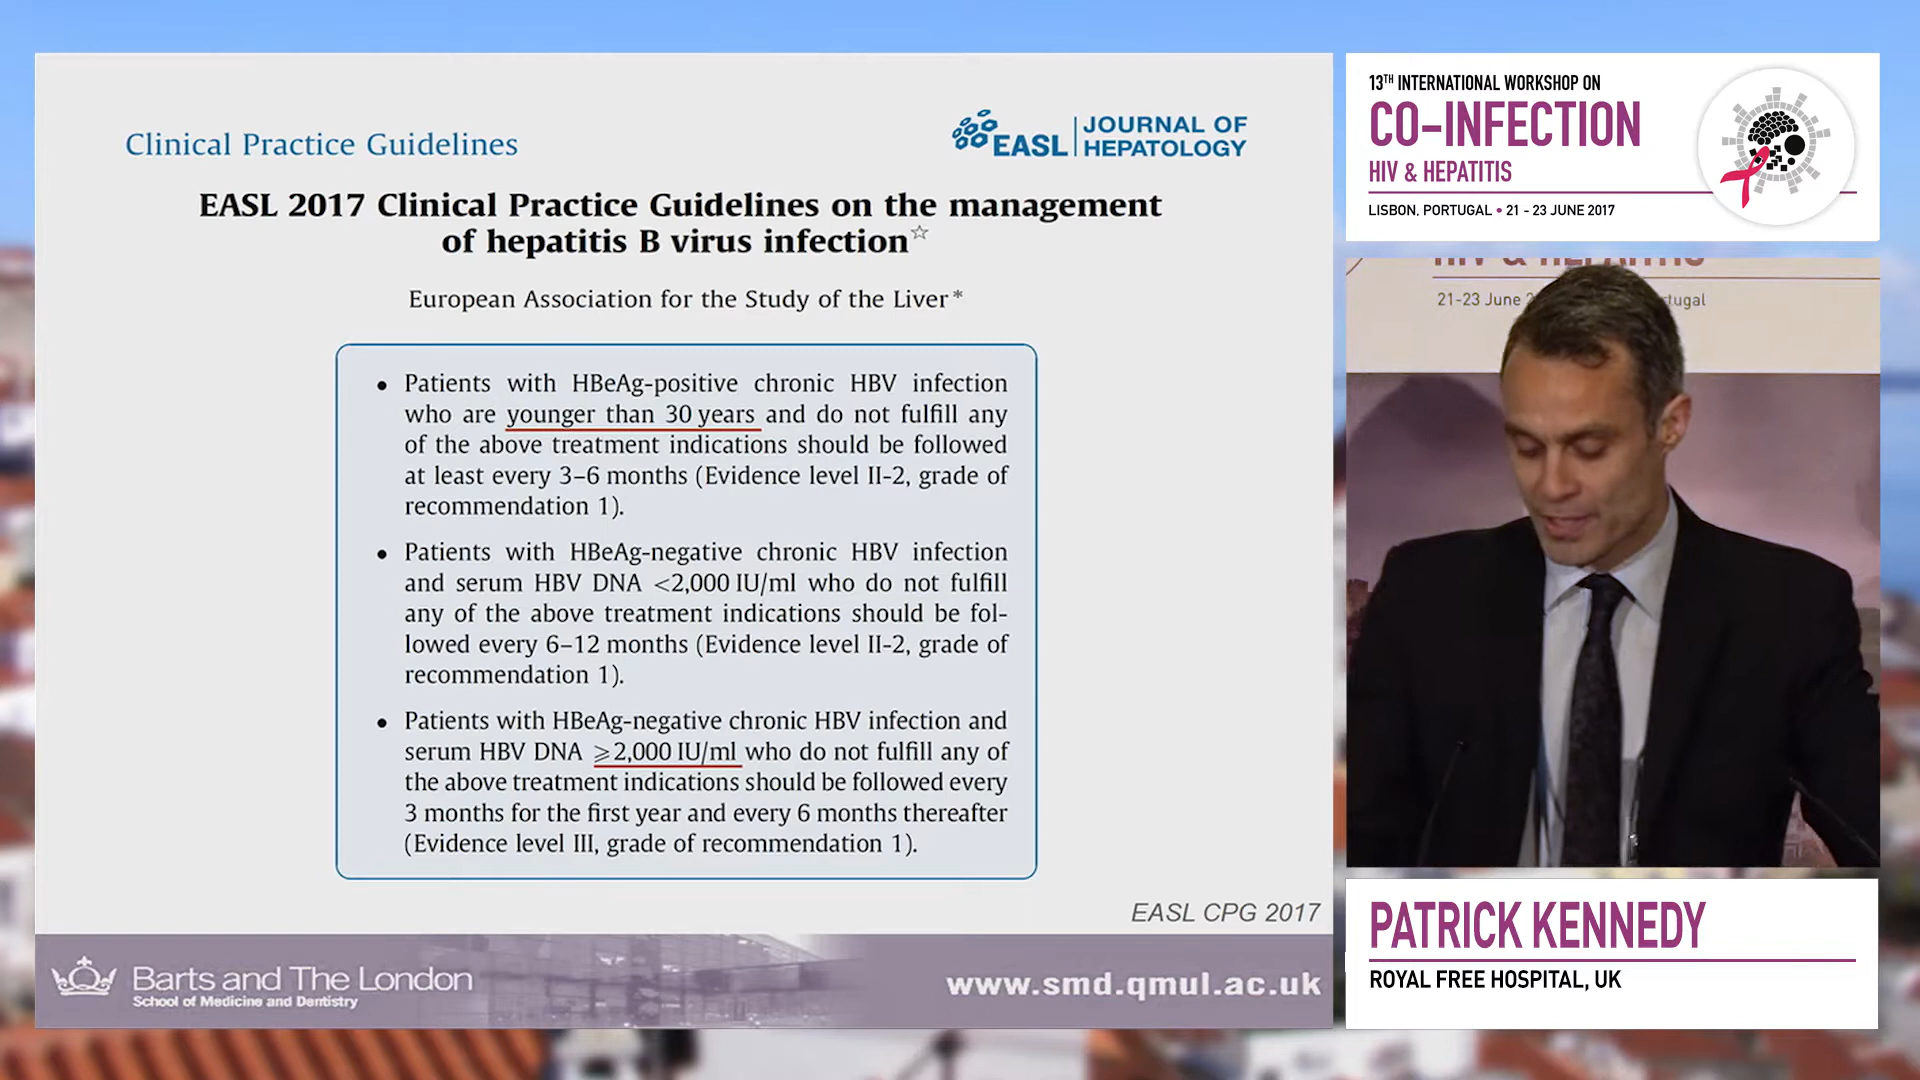 Clinical Practice Guidelines
EASL
JOURNAL OF
HEPATOLOGY
EASL 2017 Clinical Practice Guidelines on the management
of hepatitis B virus infection☆
European Association for the Study of the Liver*
• Patients with HBeAg-positive chronic HBV infection
who are younger than 30 years and do not fulfill any
of the above treatment indications should be followed
at least every 3–6 months (Evidence level II-2, grade of
recommendation 1).
• Patients with HBeAg-negative chronic HBV infection
and serum HBV DNA <2,000 IU/ml who do not fulfill
any of the above treatment indications should be fol-
lowed every 6–12 months (Evidence level II-2, grade of
recommendation 1).
• Patients with HBeAg-negative chronic HBV infection and
serum HBV DNA ⩾2,000 IU/ml who do not fulfill any of
the above treatment indications should be followed every
3 months for the first year and every 6 months thereafter
(Evidence level III, grade of recommendation 1).
EASL CPG 2017
Barts and The London
School of Medicine and Dentistry
www.smd.qmul.ac.uk
13TH INTERNATIONAL WORKSHOP ON
CO-INFECTION
HIV & HEPATITIS
LISBON, PORTUGAL • 21 - 23 JUNE 2017
HIV & HEPATITIS
21-23 June
PATRICK KENNEDY
ROYAL FREE HOSPITAL, UK